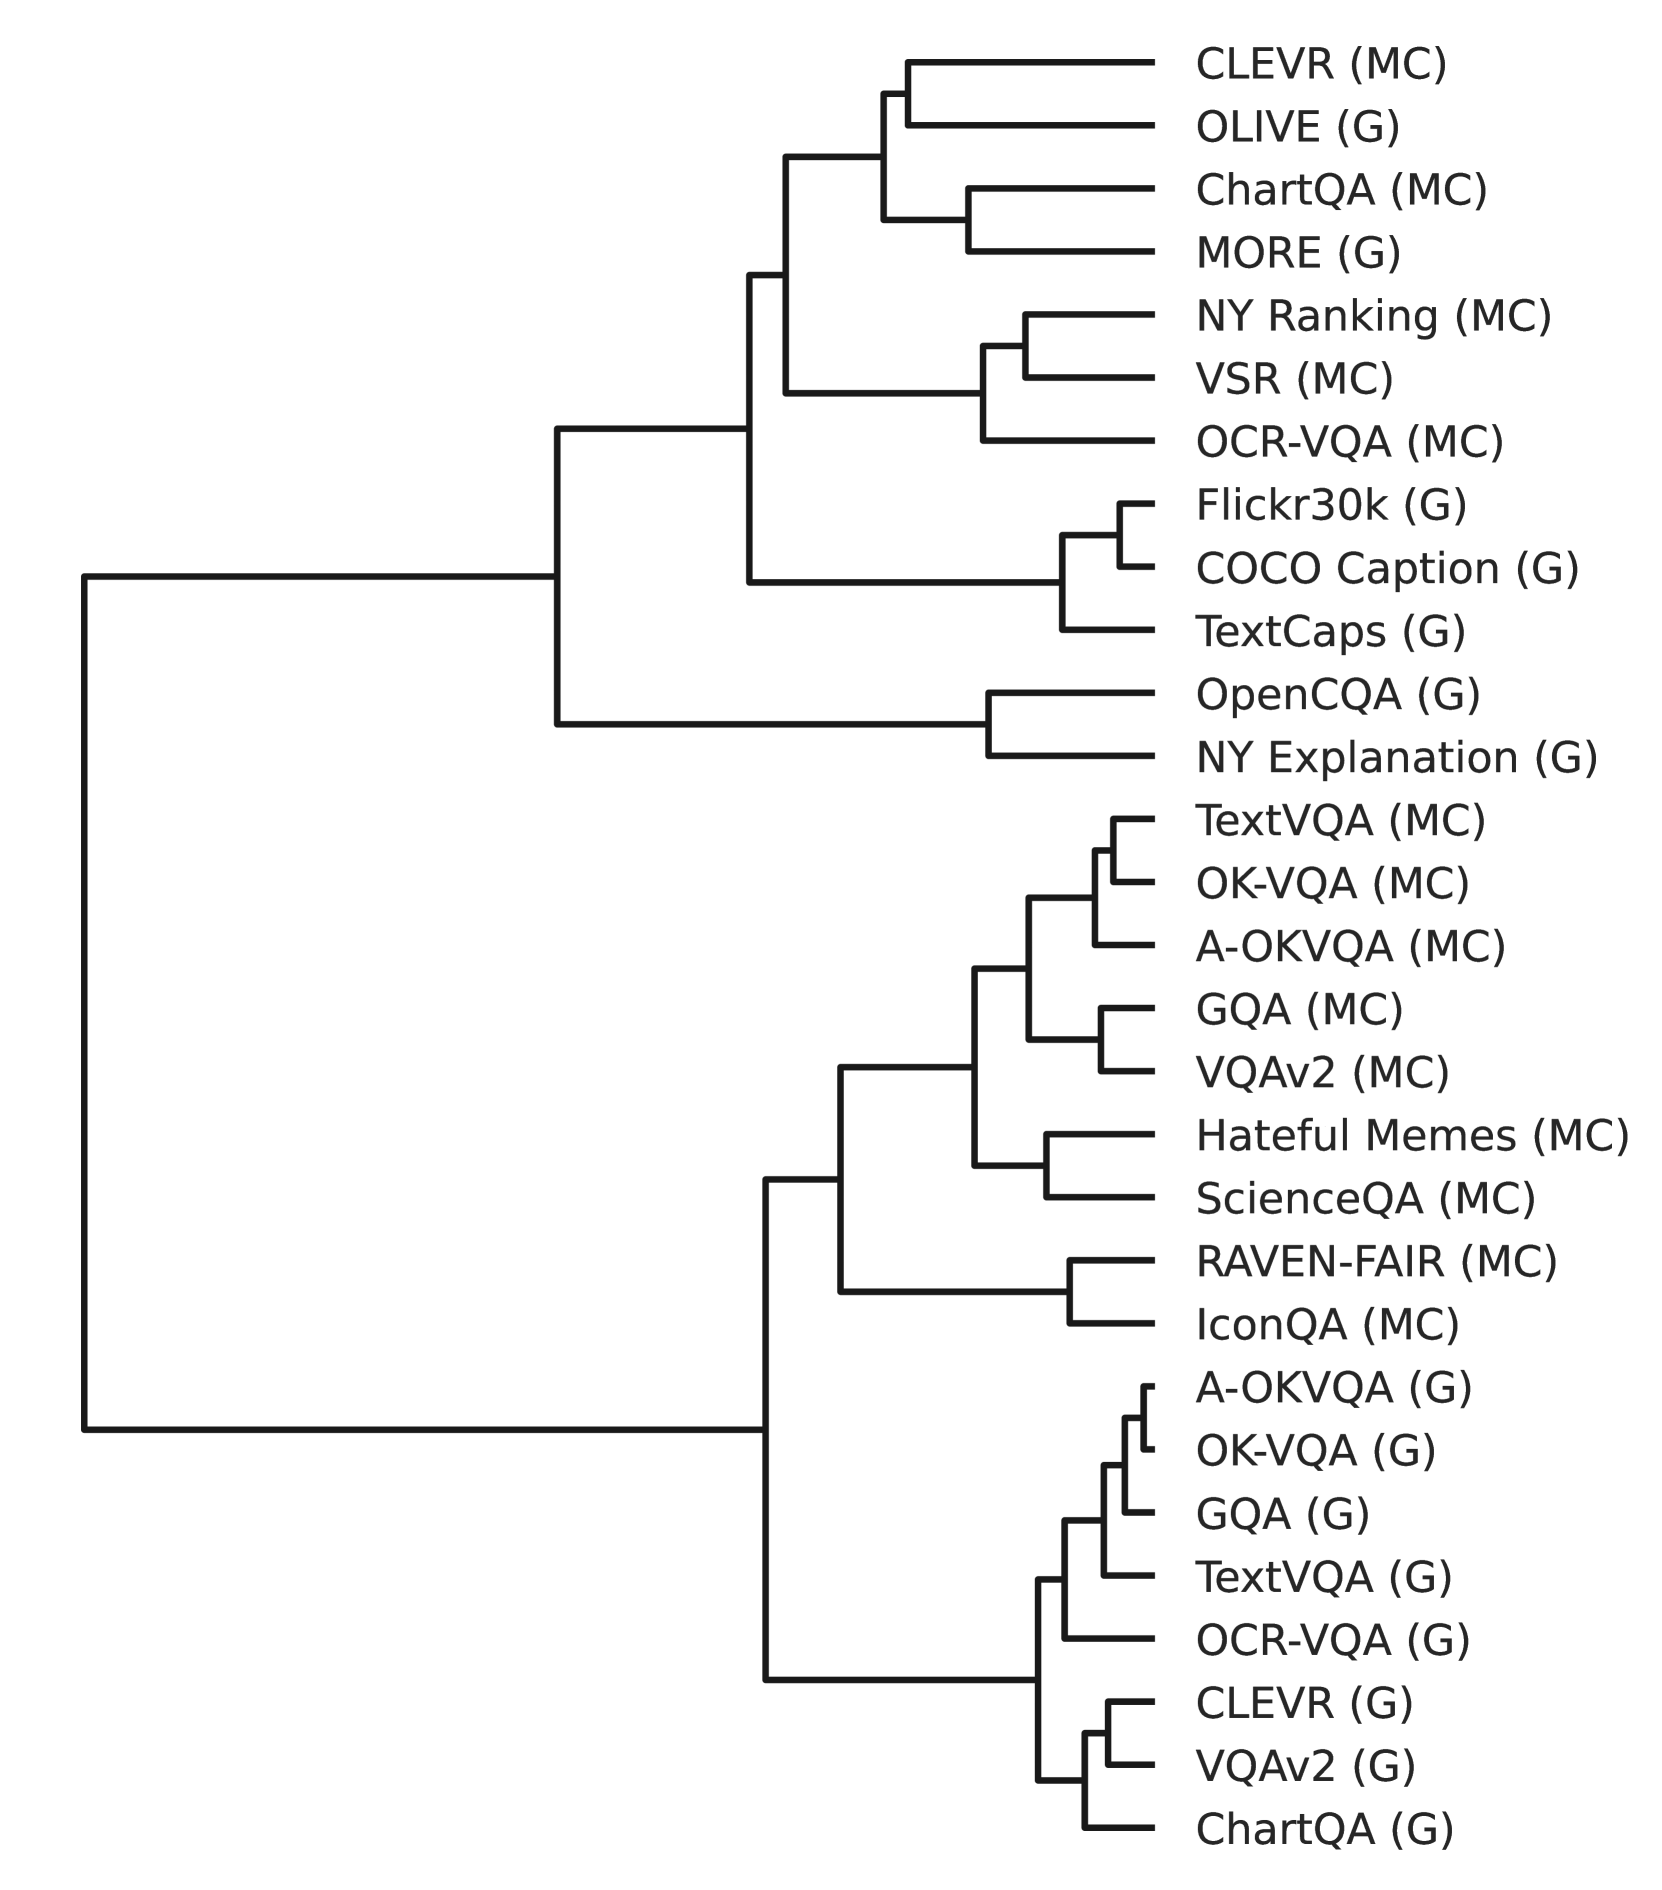 CLEVR (MC)
OLIVE (G)
ChartQA (MC)
MORE (G)
NY Ranking (MC)
VSR (MC)
OCR-VQA (MC)
Flickr30k (G)
COCO Caption (G)
TextCaps (G)
OpenCQA (G)
NY Explanation (G)
TextVQA (MC)
OK-VQA (MC)
A-OKVQA (MC)
GQA (MC)
VQAv2 (MC)
Hateful Memes (MC)
ScienceQA (MC)
RAVEN-FAIR (MC)
IconQA (MC)
A-OKVQA (G)
OK-VQA (G)
GQA (G)
TextVQA (G)
OCR-VQA (G)
CLEVR (G)
VQAv2 (G)
ChartQA (G)